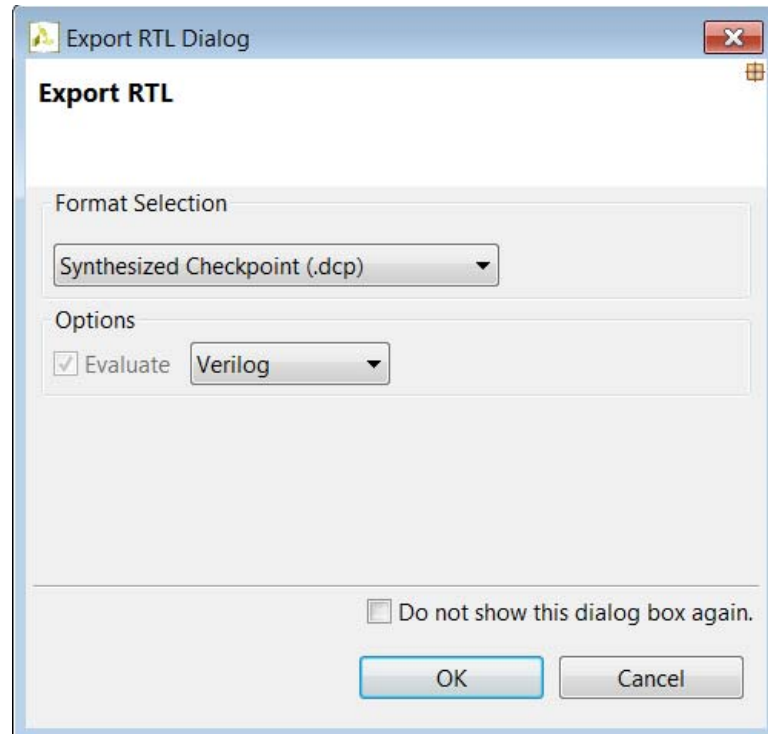 Export RTL Dialog
Export RTL
Format Selection
Synthesized Checkpoint (.dcp)
Options
Evaluate Verilog
Do not show this dialog box again.
OK Cancel